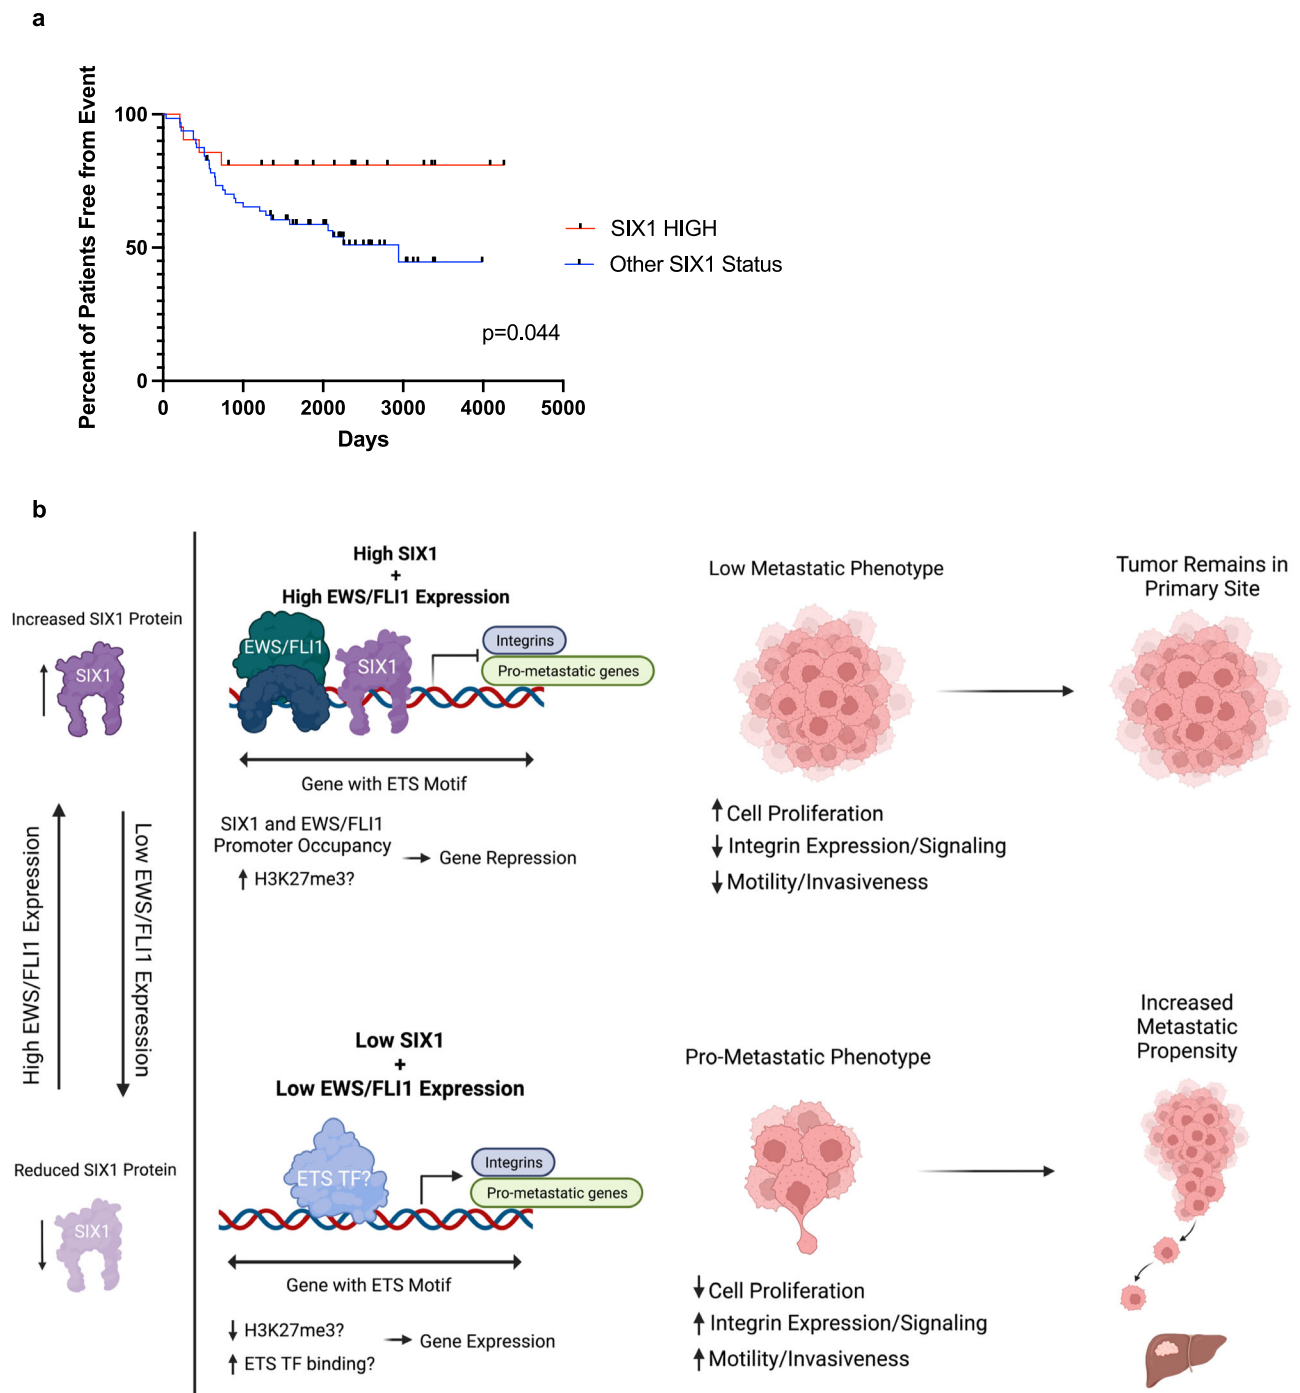 a
Percent of Patients Free from Event
100
50
0
0 1000 2000 3000 4000 5000
Days
SIX1 HIGH
Other SIX1 Status
p=0.044
b
Increased SIX1 Protein
SIX1
High EWS/FLI1 Expression
Low EWS/FLI1 Expression
Reduced SIX1 Protein
SIX1
High SIX1
+
High EWS/FLI1 Expression
EWS/FLI1
SIX1
Integrins
Pro-metastatic genes
Gene with ETS Motif
SIX1 and EWS/FLI1
Promoter Occupancy
H3K27me3?
Gene Repression
Low Metastatic Phenotype
Cell Proliferation
Integrin Expression/Signaling
Motility/Invasiveness
Tumor Remains in
Primary Site
Low SIX1
+
Low EWS/FLI1 Expression
ETS TF?
Integrins
Pro-metastatic genes
Gene with ETS Motif
H3K27me3?
ETS TF binding?
Gene Expression
Pro-Metastatic Phenotype
Cell Proliferation
Integrin Expression/Signaling
Motility/Invasiveness
Increased
Metastatic
Propensity